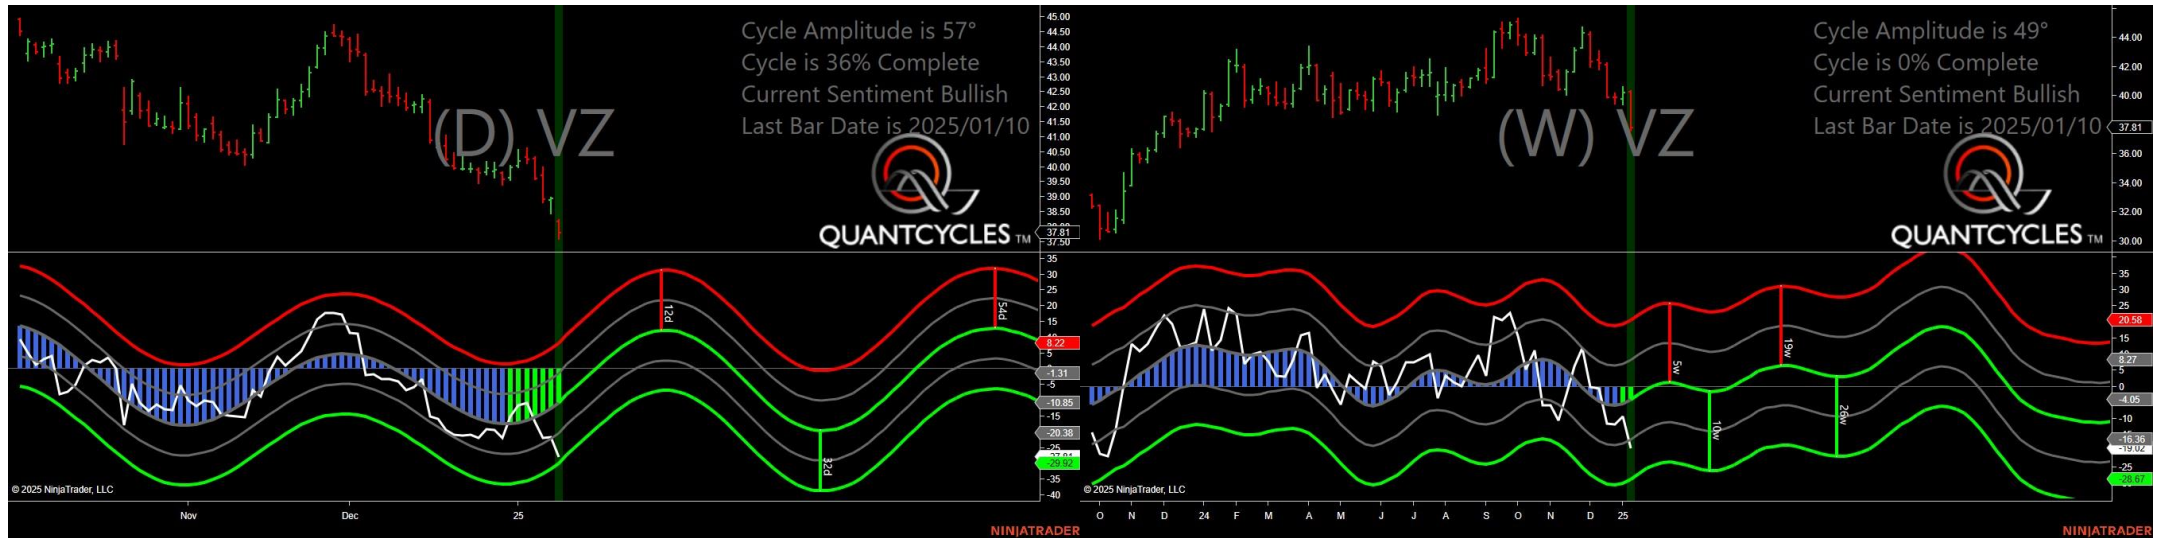 Cycle Amplitude is 57°
Cycle is 36% Complete
Current Sentiment Bullish
Last Bar Date is 2025/01/10
(D) VZ
QUANTCYCLES TM
45.00
44.50
44.00
43.50
43.00
42.50
42.00
41.50
41.00
40.50
40.00
39.50
39.00
38.50
38.00
37.81
37.50
35
30
25
20
15
8.22
5
-1.31
-5
-10.85
-15
-20.38
-29.92
-35
-40
12d
32d
54d
© 2025 NinjaTrader, LLC
Nov
Dec
25
NINJATRADER
Cycle Amplitude is 49°
Cycle is 0% Complete
Current Sentiment Bullish
Last Bar Date is 2025/01/10
(W) VZ
QUANTCYCLES TM
44.00
42.00
40.00
37.81
36.00
34.00
32.00
30.00
35
30
25
20.58
15
8.27
5
0
-4.05
-10
-16.36
-19.02
-25
-28.67
5w
10w
19w
26w
© 2025 NinjaTrader, LLC
O N D 24 F M A M J J A S O N D 25
NINJATRADER